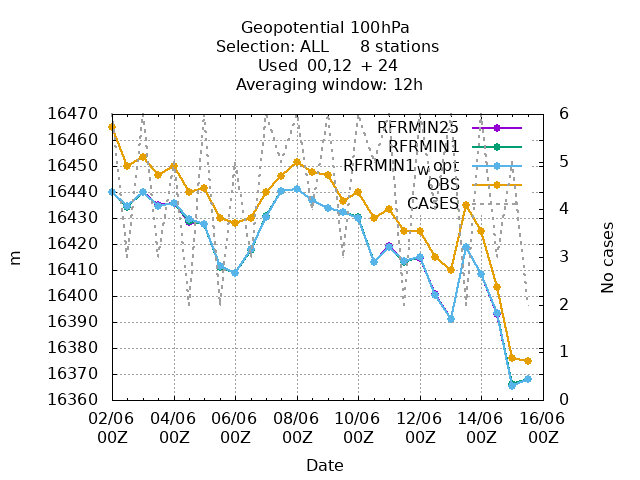 Geopotential 100hPa
Selection: ALL      8 stations
Used  00,12  + 24
Averaging window: 12h
16470
16460
16450
16440
16430
16420
16410
16400
16390
16380
16370
16360
m
RFRMIN25
RFRMIN1
RFRMIN1w opr
OBS
CASES
6
5
4
3
2
1
0
No cases
02/06 04/06 06/06 08/06 10/06 12/06 14/06 16/06
00Z 00Z 00Z 00Z 00Z 00Z 00Z 00Z
Date